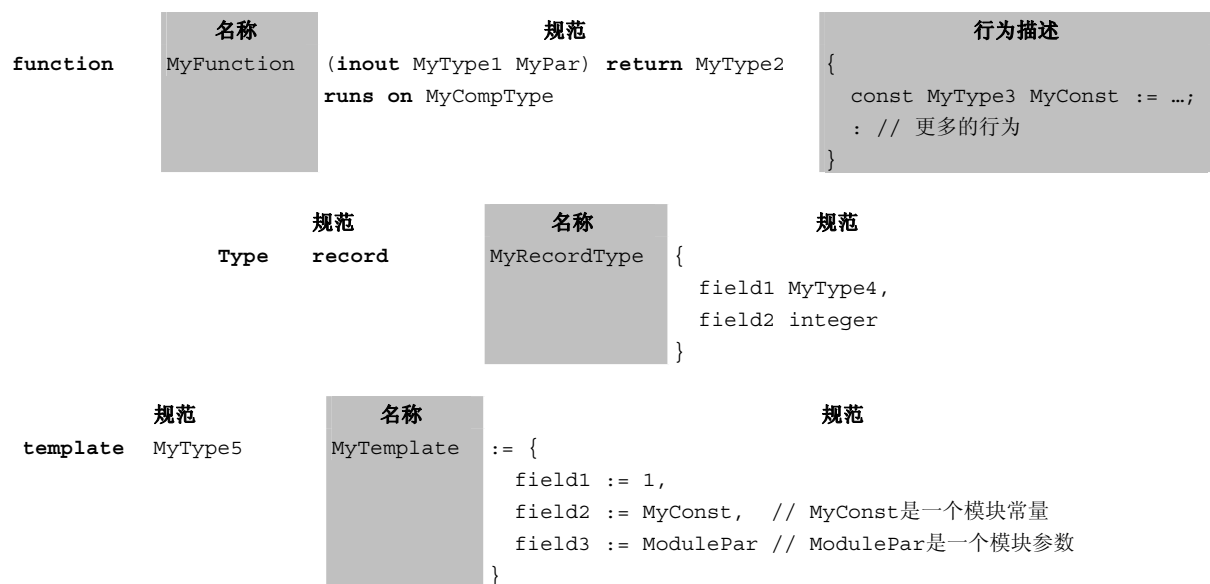 名称 规范 行为描述
function MyFunction (inout MyType1 MyPar) return MyType2 {
runs on MyCompType const MyType3 MyConst := …;
: // 更多的行为
}
规范 名称 规范
Type record MyRecordType {
field1 MyType4,
field2 integer
}
规范 名称 规范
template MyType5 MyTemplate := {
field1 := 1,
field2 := MyConst, // MyConst是一个模块常量
field3 := ModulePar // ModulePar是一个模块参数
}